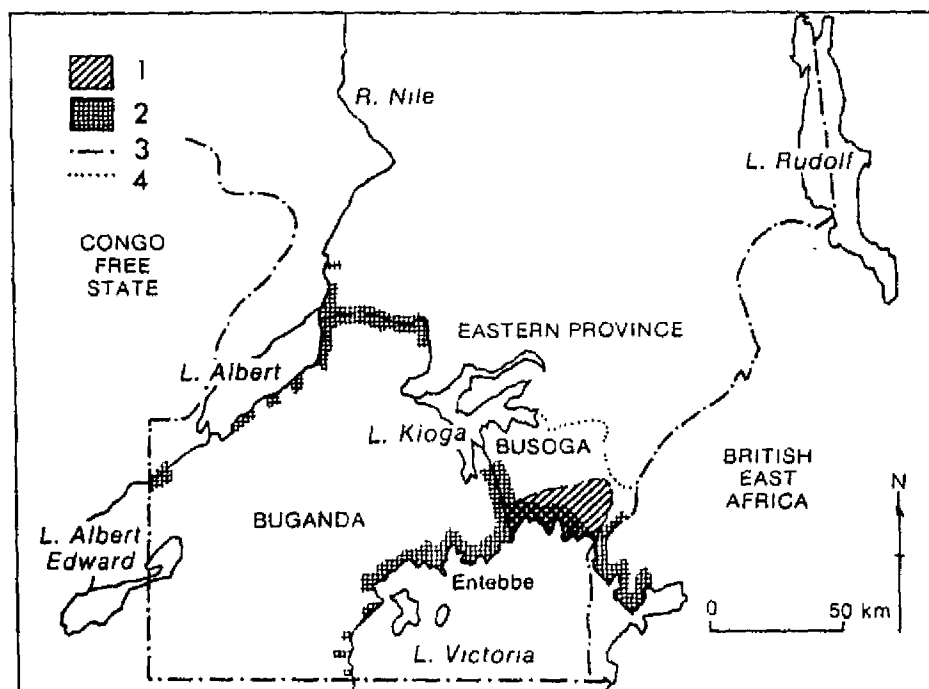 1
2
3
4
R. Nile
L. Rudolf
CONGO
FREE
STATE
EASTERN PROVINCE
L. Albert
L. Kioga
BUSOGA
BRITISH
EAST
AFRICA
N
BUGANDA
L. Albert
Edward
Entebbe
0 50 km
L. Victoria